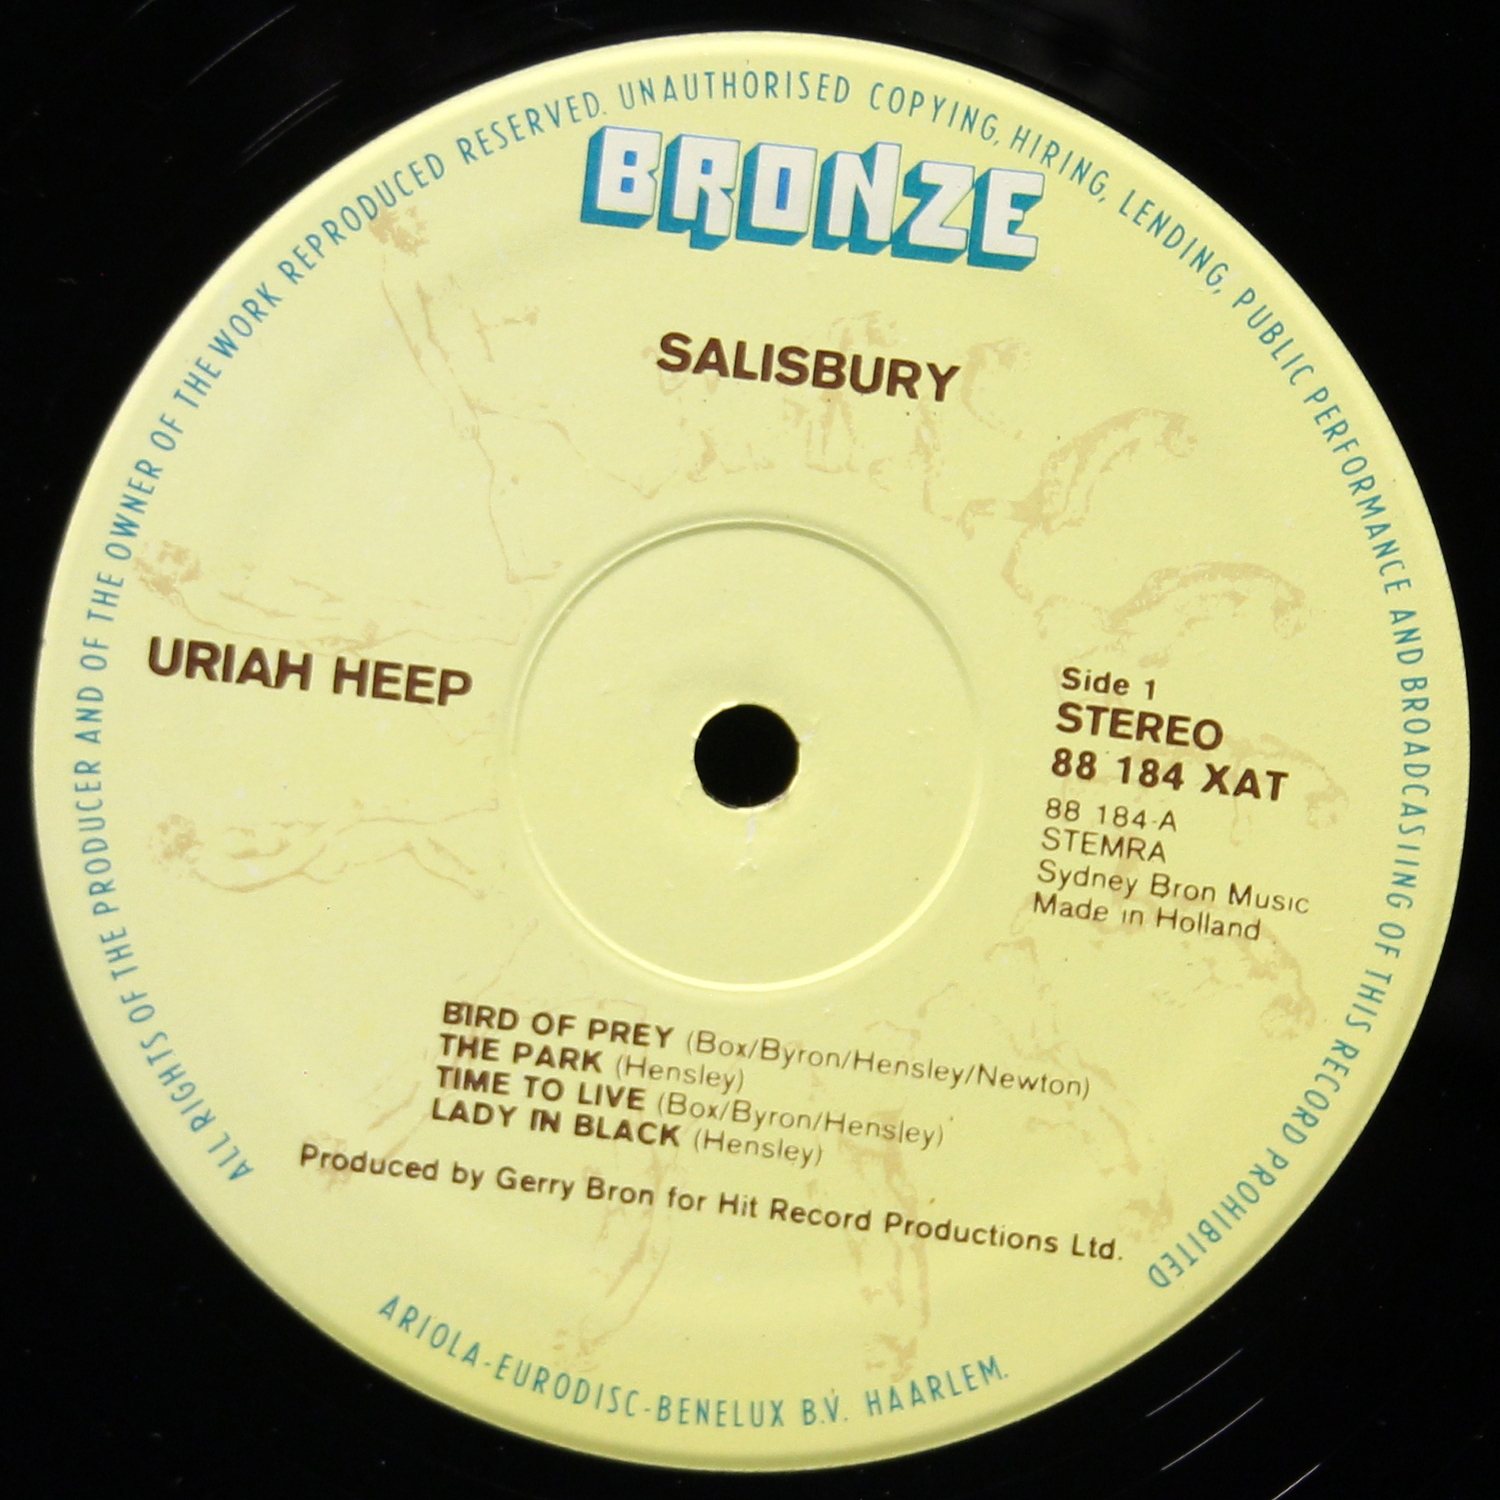 ALL RIGHTS OF THE PRODUCER AND OF THE OWNER OF THE WORK REPRODUCED RESERVED. UNAUTHORISED COPYING, HIRING, LENDING, PUBLIC PERFORMANCE AND BROADCASTING OF THIS RECORD PROHIBITED
BRONZE
SALISBURY
URIAH HEEP
Side 1
STEREO
88 184 XAT
88 184-A
STEMRA
Sydney Bron Music
Made in Holland
BIRD OF PREY (Box/Byron/Hensley/Newton)
THE PARK (Hensley)
TIME TO LIVE (Box/Byron/Hensley)
LADY IN BLACK (Hensley)
Produced by Gerry Bron for Hit Record Productions Ltd.
ARIOLA-EURODISC-BENELUX B.V. HAARLEM.